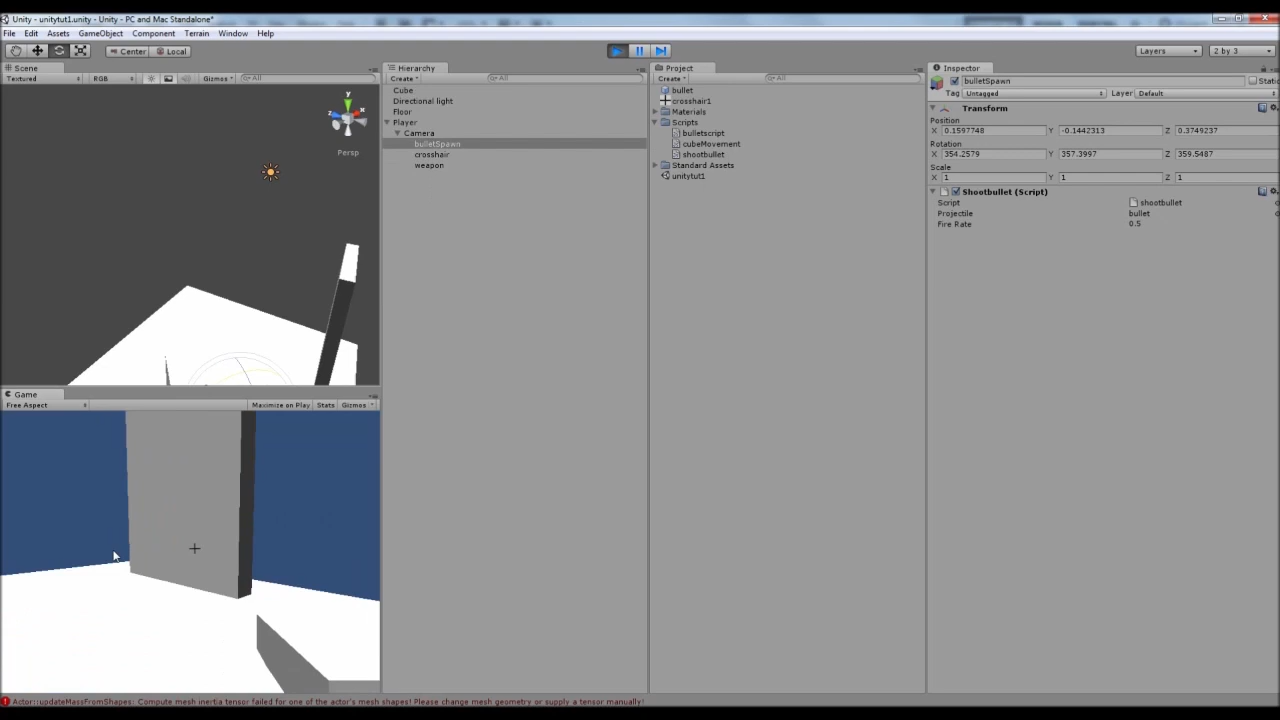 Unity - unitytut1.unity - Unity - PC and Mac Standalone*
File Edit Assets GameObject Component Terrain Window Help
Center Local Layers 2 by 3
Scene
Textured RGB Gizmos All
y
x
z
Persp
Game
Free Aspect Maximize on Play Stats Gizmos
Hierarchy
Create All
Cube
Directional light
Floor
Player
Camera
bulletSpawn
crosshair
weapon
Project
Create All
bullet
crosshair1
Materials
Scripts
bulletscript
cubeMovement
shootbullet
Standard Assets
unitytut1
Inspector
bulletSpawn Static
Tag Untagged Layer Default
Transform
Position
X 0.1597748 Y -0.1442313 Z 0.3749237
Rotation
X 354.2579 Y 357.3997 Z 359.5487
Scale
X 1 Y 1 Z 1
Shootbullet (Script)
Script shootbullet
Projectile bullet
Fire Rate 0.5
Actor::updateMassFromShapes: Compute mesh inertia tensor failed for one of the actor's mesh shapes! Please change mesh geometry or supply a tensor manually!